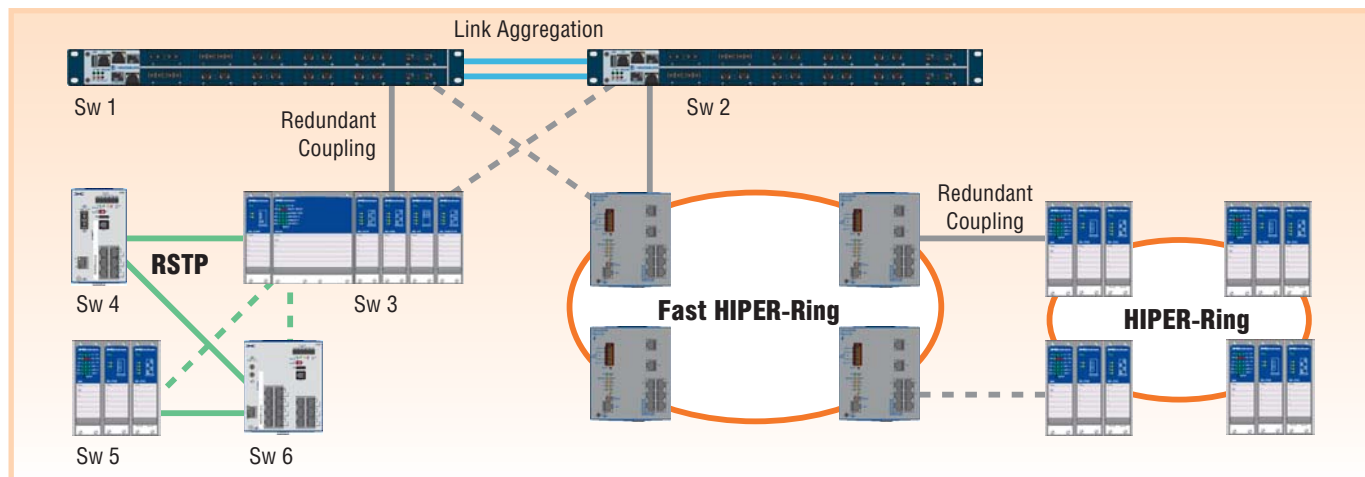 Link Aggregation
Sw 1
Sw 2
Redundant
Coupling
Redundant
Coupling
RSTP
Sw 4
Sw 3
Fast HIPER-Ring
HIPER-Ring
Sw 5
Sw 6